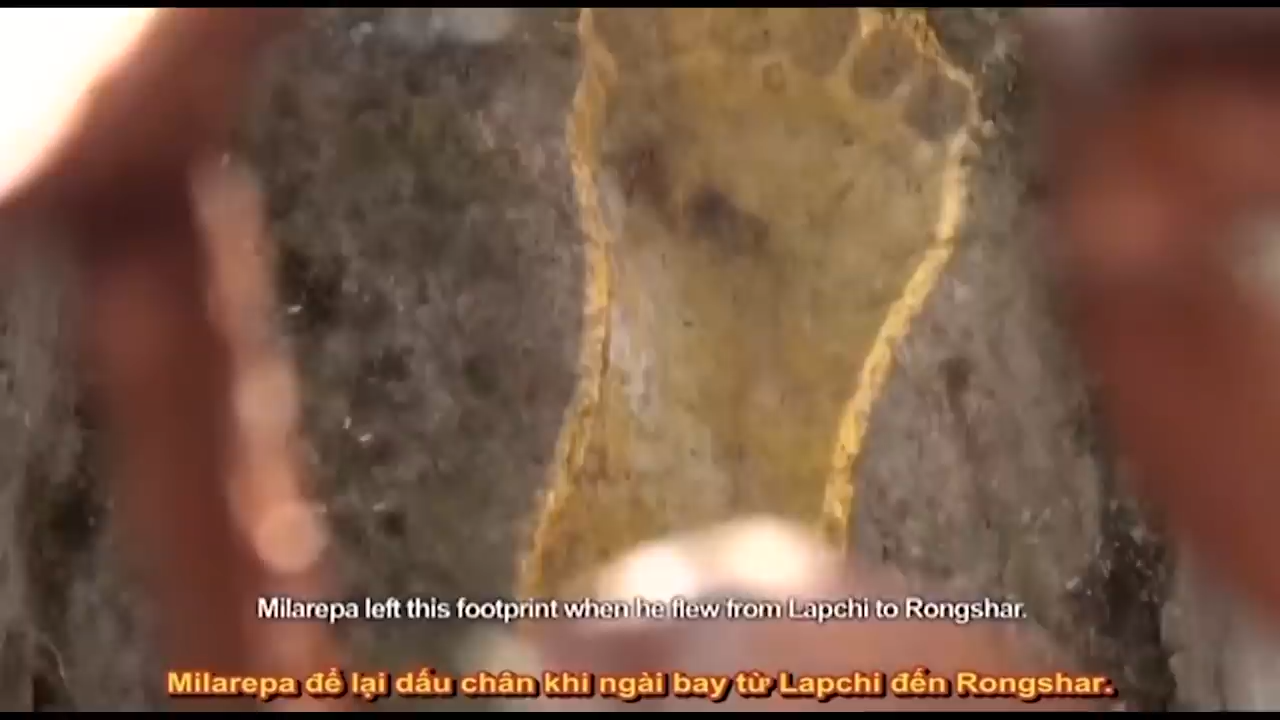 Milarepa left this footprint when he flew from Lapchi to Rongshar.
Milarepa để lại dấu chân khi ngài bay từ Lapchi đến Rongshar.